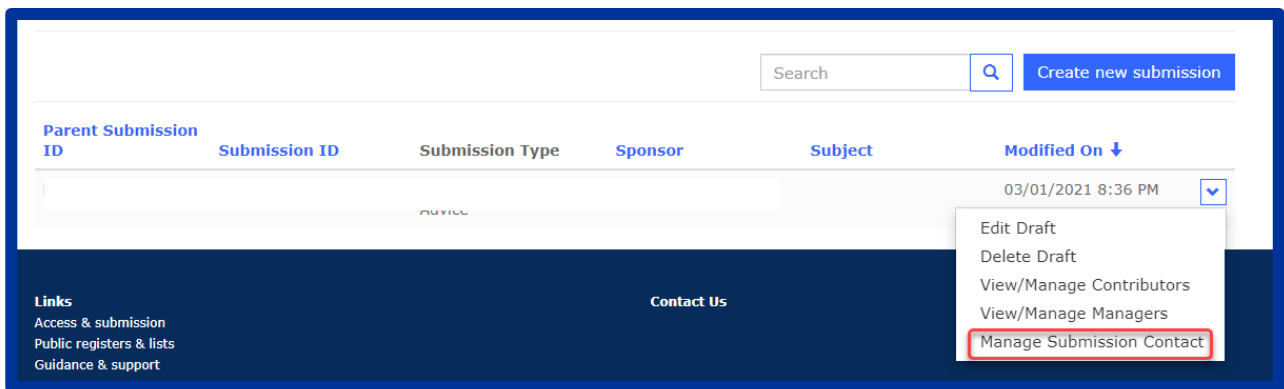 Search
Create new submission
Parent Submission
ID
Submission ID
Submission Type
Sponsor
Subject
Modified On
03/01/2021 8:36 PM
Advice
Edit Draft
Delete Draft
View/Manage Contributors
View/Manage Managers
Manage Submission Contact
Links
Contact Us
Access & submission
Public registers & lists
Guidance & support